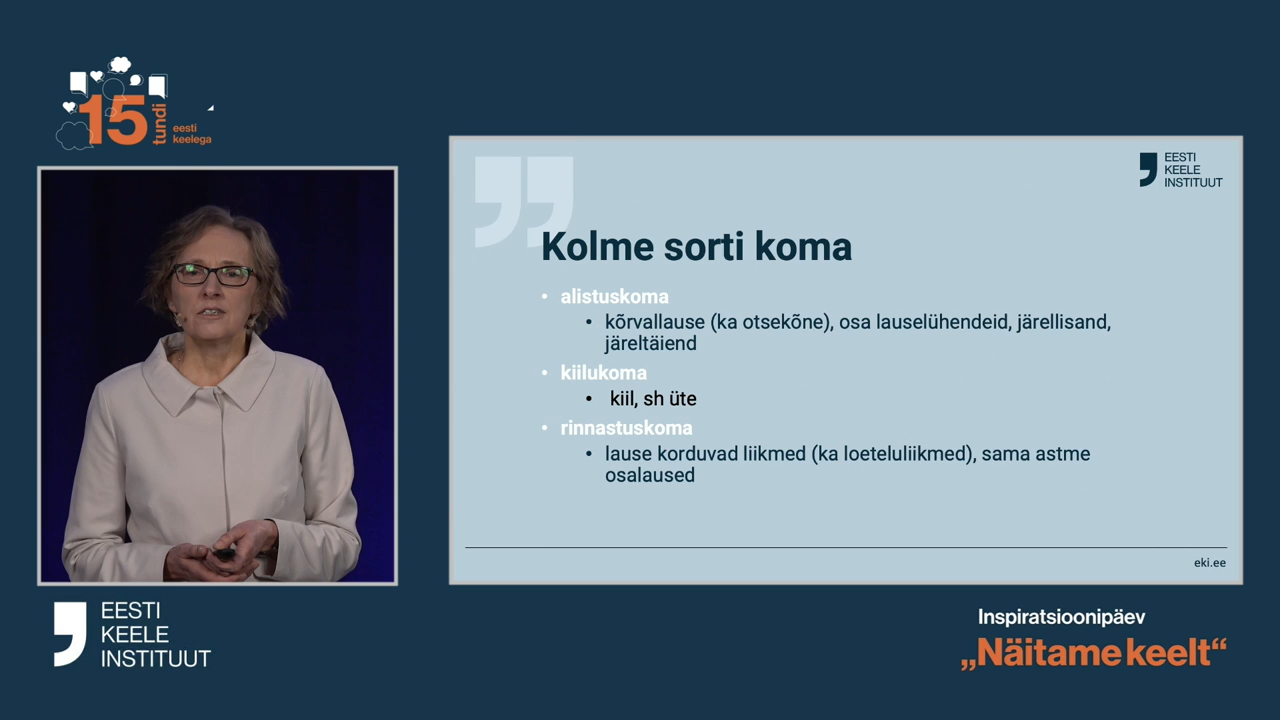 15
tundi
eesti
keelega
EESTI
KEELE
INSTITUUT
Kolme sorti koma
• alistuskoma
• kõrvallause (ka otsekõne), osa lauselühendeid, järellisand,
järeltäiend
• kiilukoma
• kiil, sh üte
• rinnastuskoma
• lause korduvad liikmed (ka loeteluliikmed), sama astme
osalaused
eki.ee
EESTI
KEELE
INSTITUUT
Inspiratsioonipäev
„Näitame keelt“